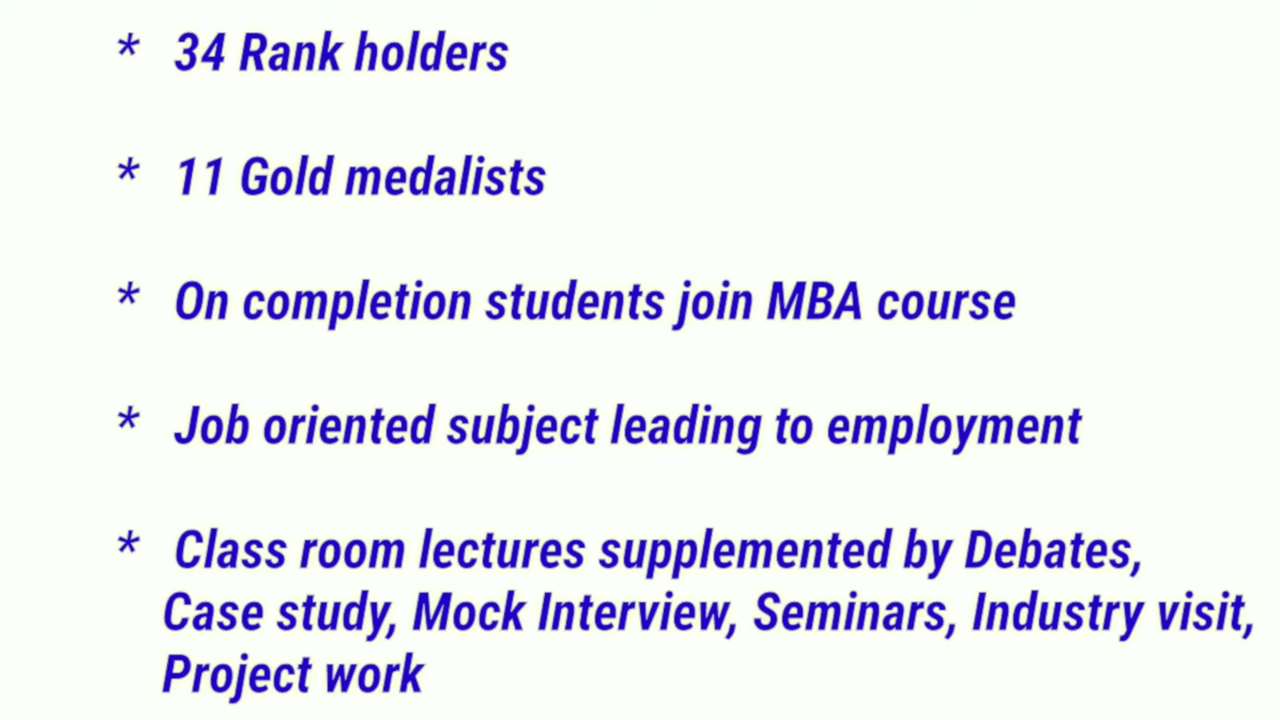 * 34 Rank holders
* 11 Gold medalists
* On completion students join MBA course
* Job oriented subject leading to employment
* Class room lectures supplemented by Debates,
Case study, Mock Interview, Seminars, Industry visit,
Project work